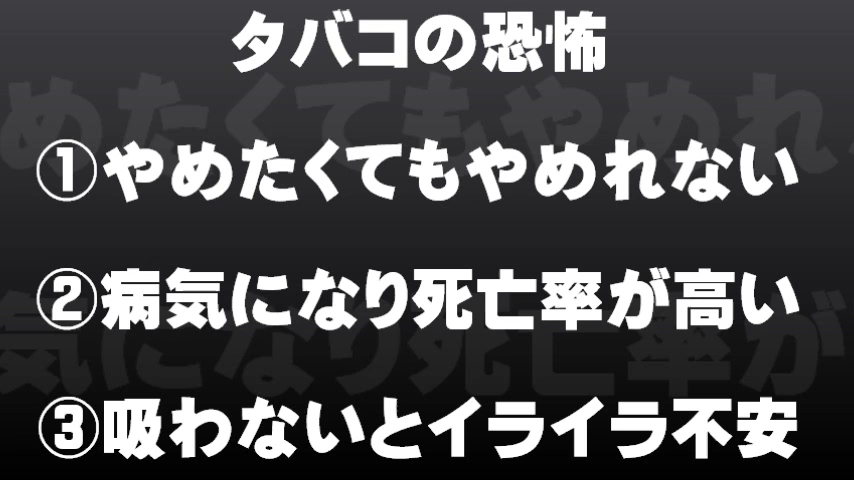 タバコの恐怖
①やめたくてもやめれない
②病気になり死亡率が高い
③吸わないとイライラ不安